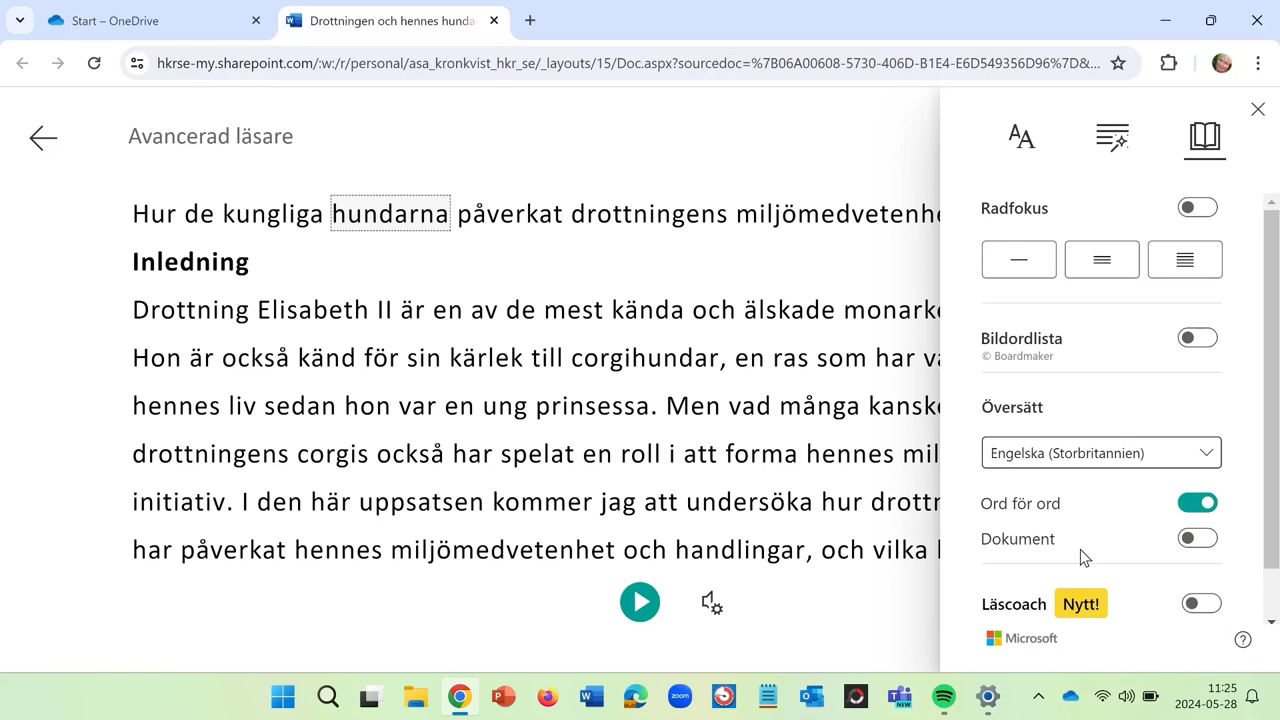 Start – OneDrive
Drottningen och hennes hunda
hkrse-my.sharepoint.com/:w:/r/personal/asa_kronkvist_hkr_se/_layouts/15/Doc.aspx?sourcedoc=%7B06A00608-5730-406D-B1E4-E6D549356D96%7D&...
Avancerad läsare
Hur de kungliga hundarna påverkat drottningens miljömedvetenhe
Inledning
Drottning Elisabeth II är en av de mest kända och älskade monark
Hon är också känd för sin kärlek till corgihundar, en ras som har va
hennes liv sedan hon var en ung prinsessa. Men vad många kansk
drottningens corgis också har spelat en roll i att forma hennes mil
initiativ. I den här uppsatsen kommer jag att undersöka hur drottn
har påverkat hennes miljömedvetenhet och handlingar, och vilka
Radfokus
Bildordlista
© Boardmaker
Översätt
Engelska (Storbritannien)
Ord för ord
Dokument
Läscoach Nytt!
Microsoft
zoom
NEW
11:25
2024-05-28